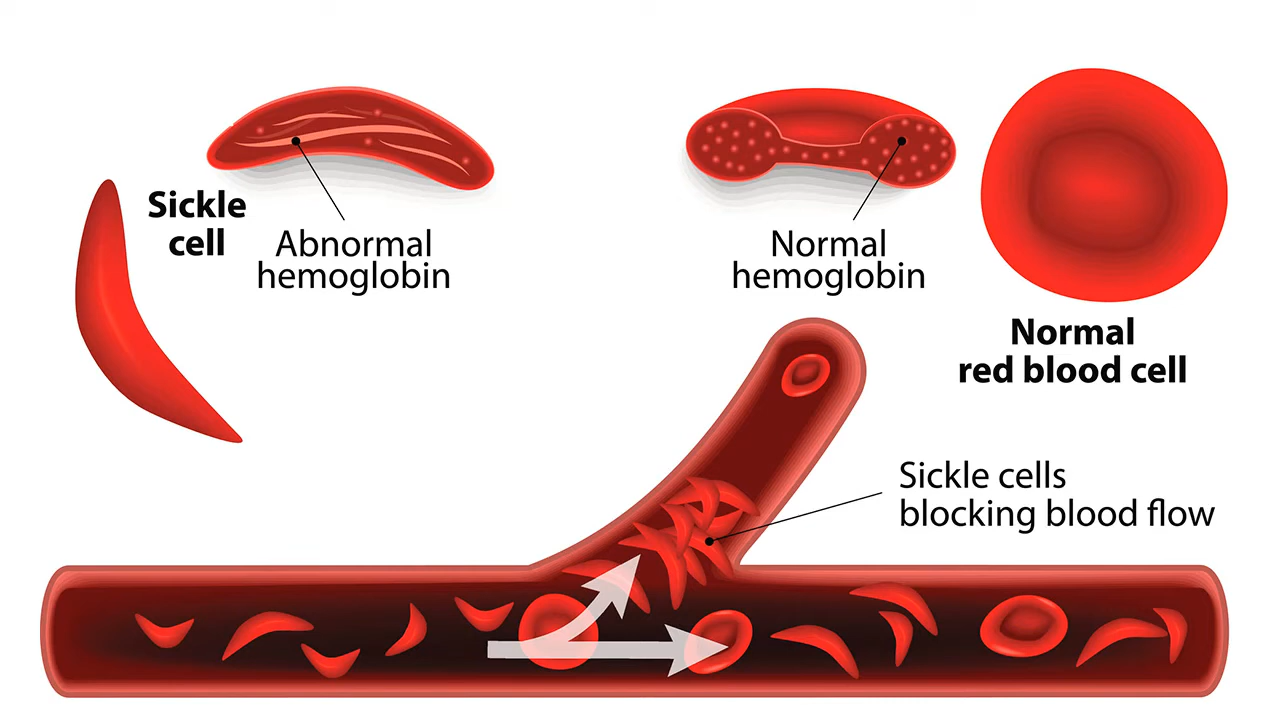 Sickle
cell
Abnormal
hemoglobin
Normal
hemoglobin
Normal
red blood cell
Sickle cells
blocking blood flow